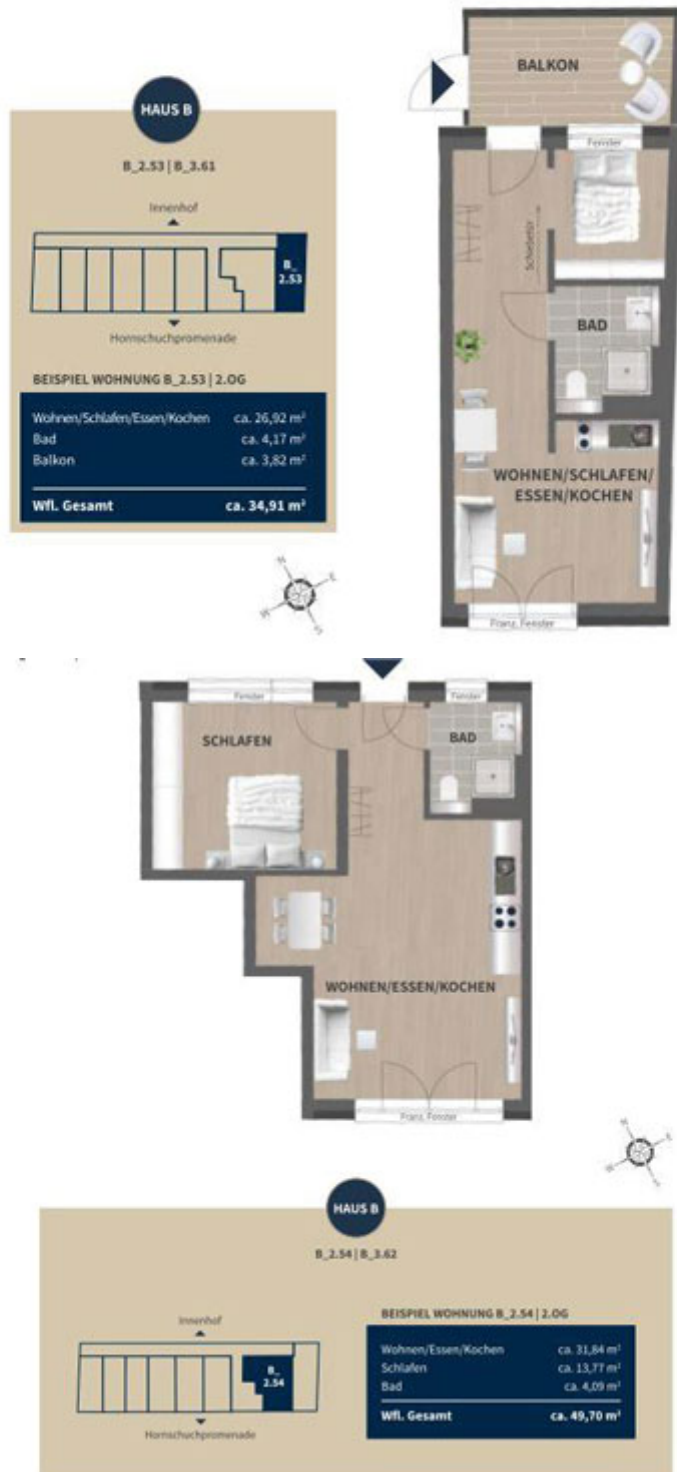 HAUS B
B_2.53 | B_3.61
Innenhof
B_
2.53
Hornschuchpromenade
BEISPIEL WOHNUNG B_2.53 | 2.OG
Wohnen/Schlafen/Essen/Kochen ca. 26,92 m²
Bad ca. 4,17 m²
Balkon ca. 3,82 m²
Wfl. Gesamt ca. 34,91 m²
BALKON
Fenster
Schiebetür
BAD
WOHNEN/SCHLAFEN/
ESSEN/KOCHEN
Franz. Fenster
N
E
S
W
Fenster
Fenster
SCHLAFEN
BAD
WOHNEN/ESSEN/KOCHEN
Franz. Fenster
N
E
S
W
HAUS B
B_2.54 | B_3.62
Innenhof
B_
2.54
Hornschuchpromenade
BEISPIEL WOHNUNG B_2.54 | 2.OG
Wohnen/Essen/Kochen ca. 31,84 m²
Schlafen ca. 13,77 m²
Bad ca. 4,09 m²
Wfl. Gesamt ca. 49,70 m²